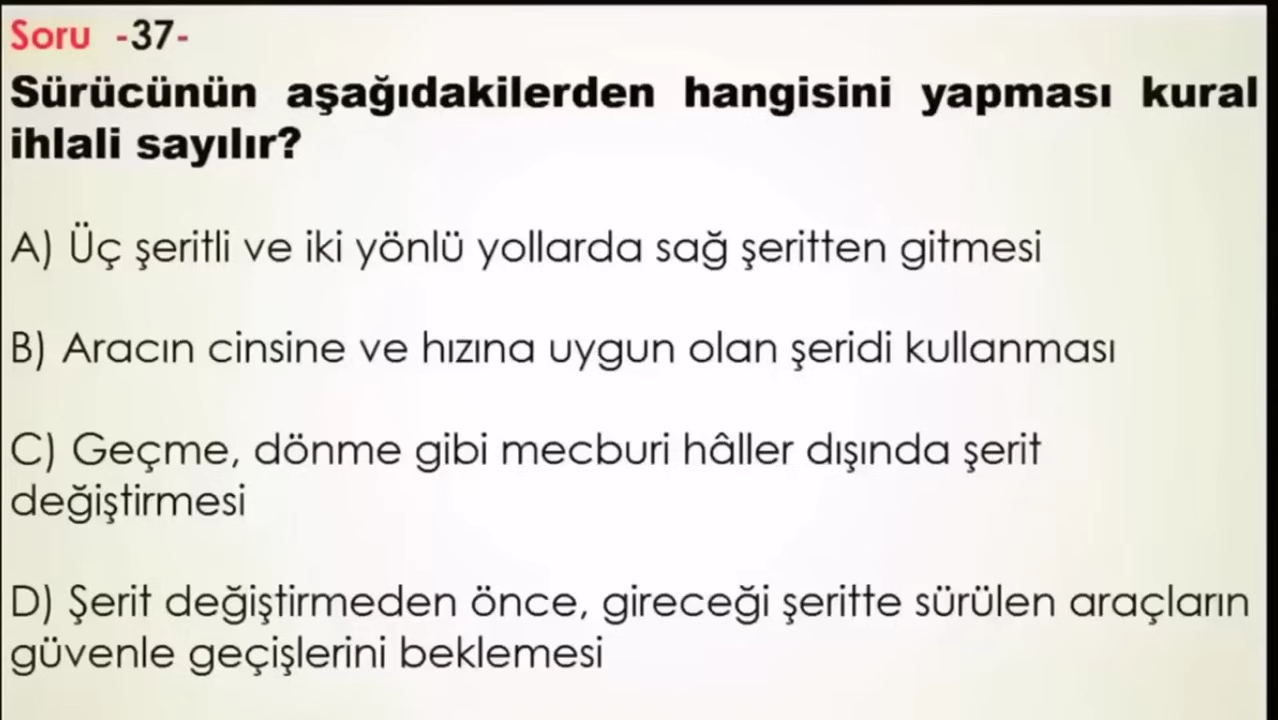 Soru -37-
Sürücünün aşağıdakilerden hangisini yapması kural
ihlali sayılır?
A) Üç şeritli ve iki yönlü yollarda sağ şeritten gitmesi
B) Aracın cinsine ve hızına uygun olan şeridi kullanması
C) Geçme, dönme gibi mecburi hâller dışında şerit
değiştirmesi
D) Şerit değiştirmeden önce, gireceği şeritte sürülen araçların
güvenle geçişlerini beklemesi